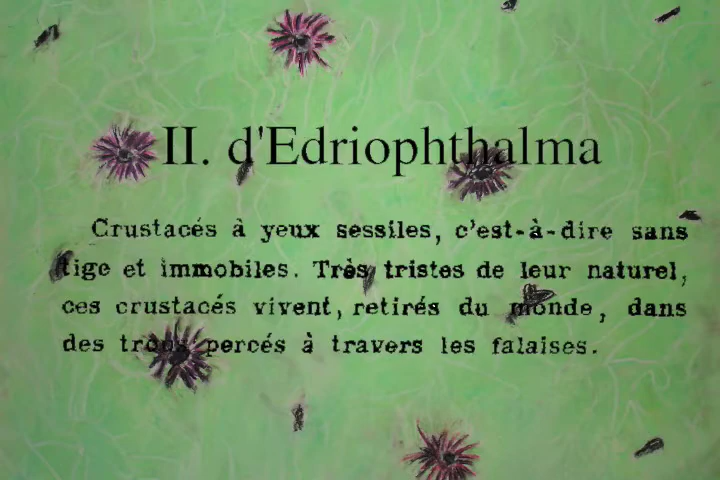 II. d'Edriophthalma
Crustacés à yeux sessiles, c'est-à-dire sans
tige et immobiles. Très tristes de leur naturel,
ces crustacés vivent, retirés du monde, dans
des trous percés à travers les falaises.